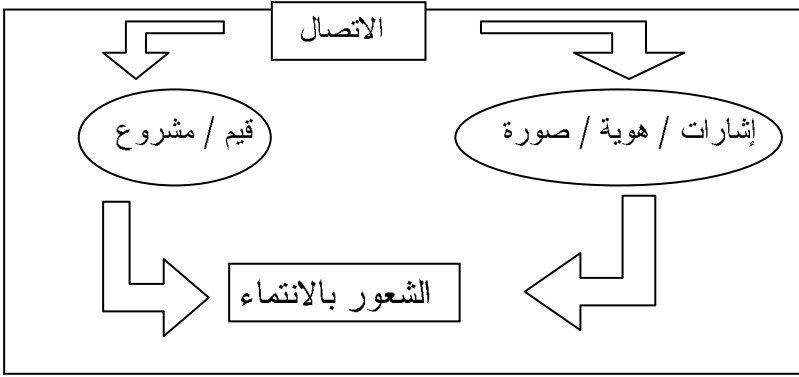 الاتصال
إشارات / هوية / صورة
قيم / مشروع
الشعور بالانتماء